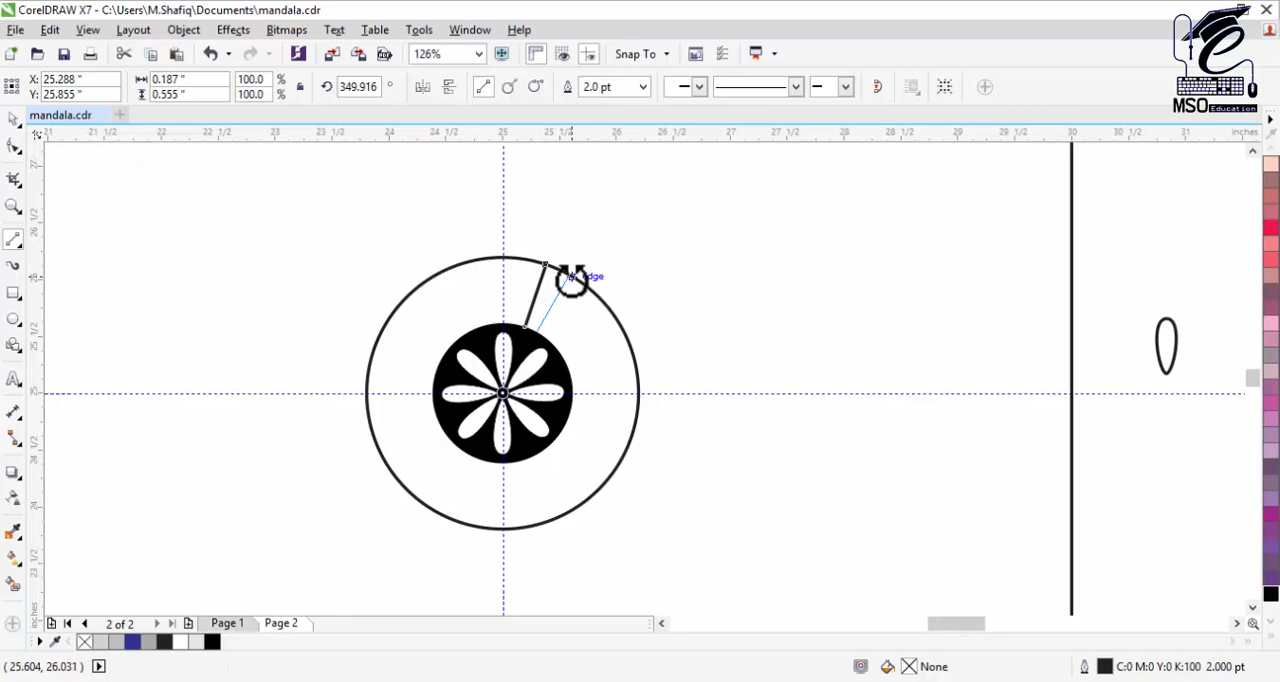 CorelDRAW X7 - C:\Users\M.Shafiq\Documents\mandala.cdr
File Edit View Layout Object Effects Bitmaps Text Table Tools Window Help
126% Snap To
X: 25.288 " 0.187 " 100.0 % 349.916 ° 2.0 pt
Y: 25.855 " 0.555 " 100.0 %
MSO Education
mandala.cdr
21 21 1/2 22 22 1/2 23 23 1/2 24 24 1/2 25 25 1/2 26 26 1/2 27 27 1/2 28 28 1/2 29 29 1/2 30 30 1/2 31 inches
edge
inches
2 of 2 Page 1 Page 2
(25.604, 26.031) None C:0 M:0 Y:0 K:100 2.000 pt